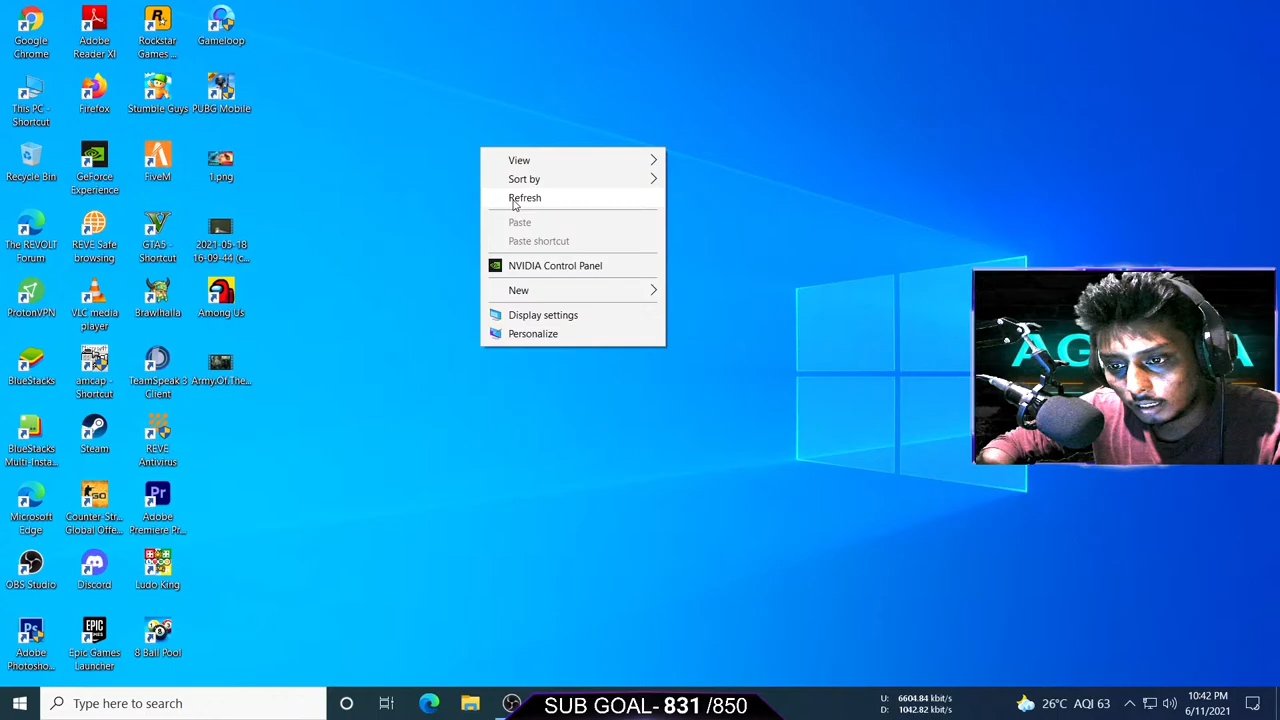 Google
Chrome
Adobe
Reader XI
Rockstar
Games ...
Gameloop
This PC -
Shortcut
Firefox
Stumble Guys
PUBG Mobile
Recycle Bin
GeForce
Experience
FiveM
1.png
The REVOLT
Forum
REVE Safe
browsing
GTA5 -
Shortcut
2021-05-18
16-09-44 (c...
ProtonVPN
VLC media
player
Brawlhalla
Among Us
BlueStacks
amcap -
Shortcut
TeamSpeak 3
Client
Army.Of.The...
BlueStacks
Multi-Insta...
Steam
REVE
Antivirus
Microsoft
Edge
Counter-Str...
Global Offe...
Adobe
Premiere Pr...
OBS Studio
Discord
Ludo King
Adobe
Photosho...
Epic Games
Launcher
8 Ball Pool
View
Sort by
Refresh
Paste
Paste shortcut
NVIDIA Control Panel
New
Display settings
Personalize
Type here to search
SUB GOAL- 831 /850
U: 6604.84 kbit/s
D: 1042.82 kbit/s
26°C AQI 63
10:42 PM
6/11/2021